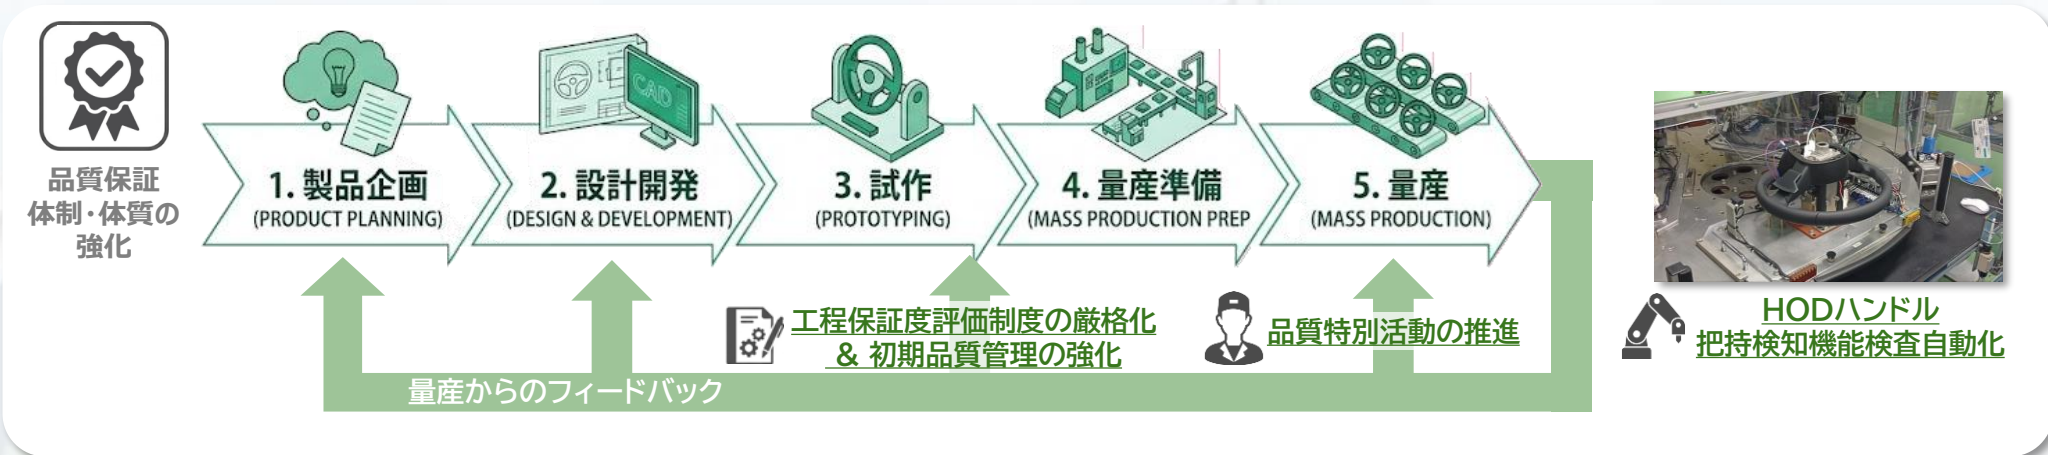 品質保証
体制・体質の
強化
CAD
1. 製品企画
(PRODUCT PLANNING)
2. 設計開発
(DESIGN & DEVELOPMENT)
3. 試作
(PROTOTYPING)
4. 量産準備
(MASS PRODUCTION PREP
5. 量産
(MASS PRODUCTION)
工程保証度評価制度の厳格化
& 初期品質管理の強化
品質特別活動の推進
量産からのフィードバック
HODハンドル
把持検知機能検査自動化